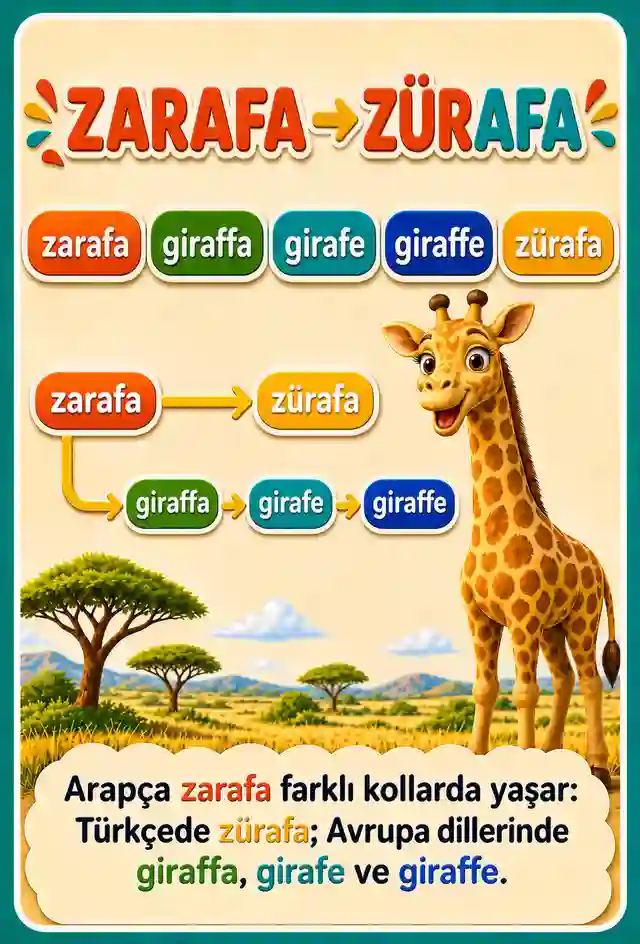 ZARAFA → ZÜRAFA
zarafa giraffa girafe giraffe zürafa
zarafa → zürafa
giraffa → girafe → giraffe
Arapça zarafa farklı kollarda yaşar:
Türkçede zürafa; Avrupa dillerinde
giraffa, girafe ve giraffe.